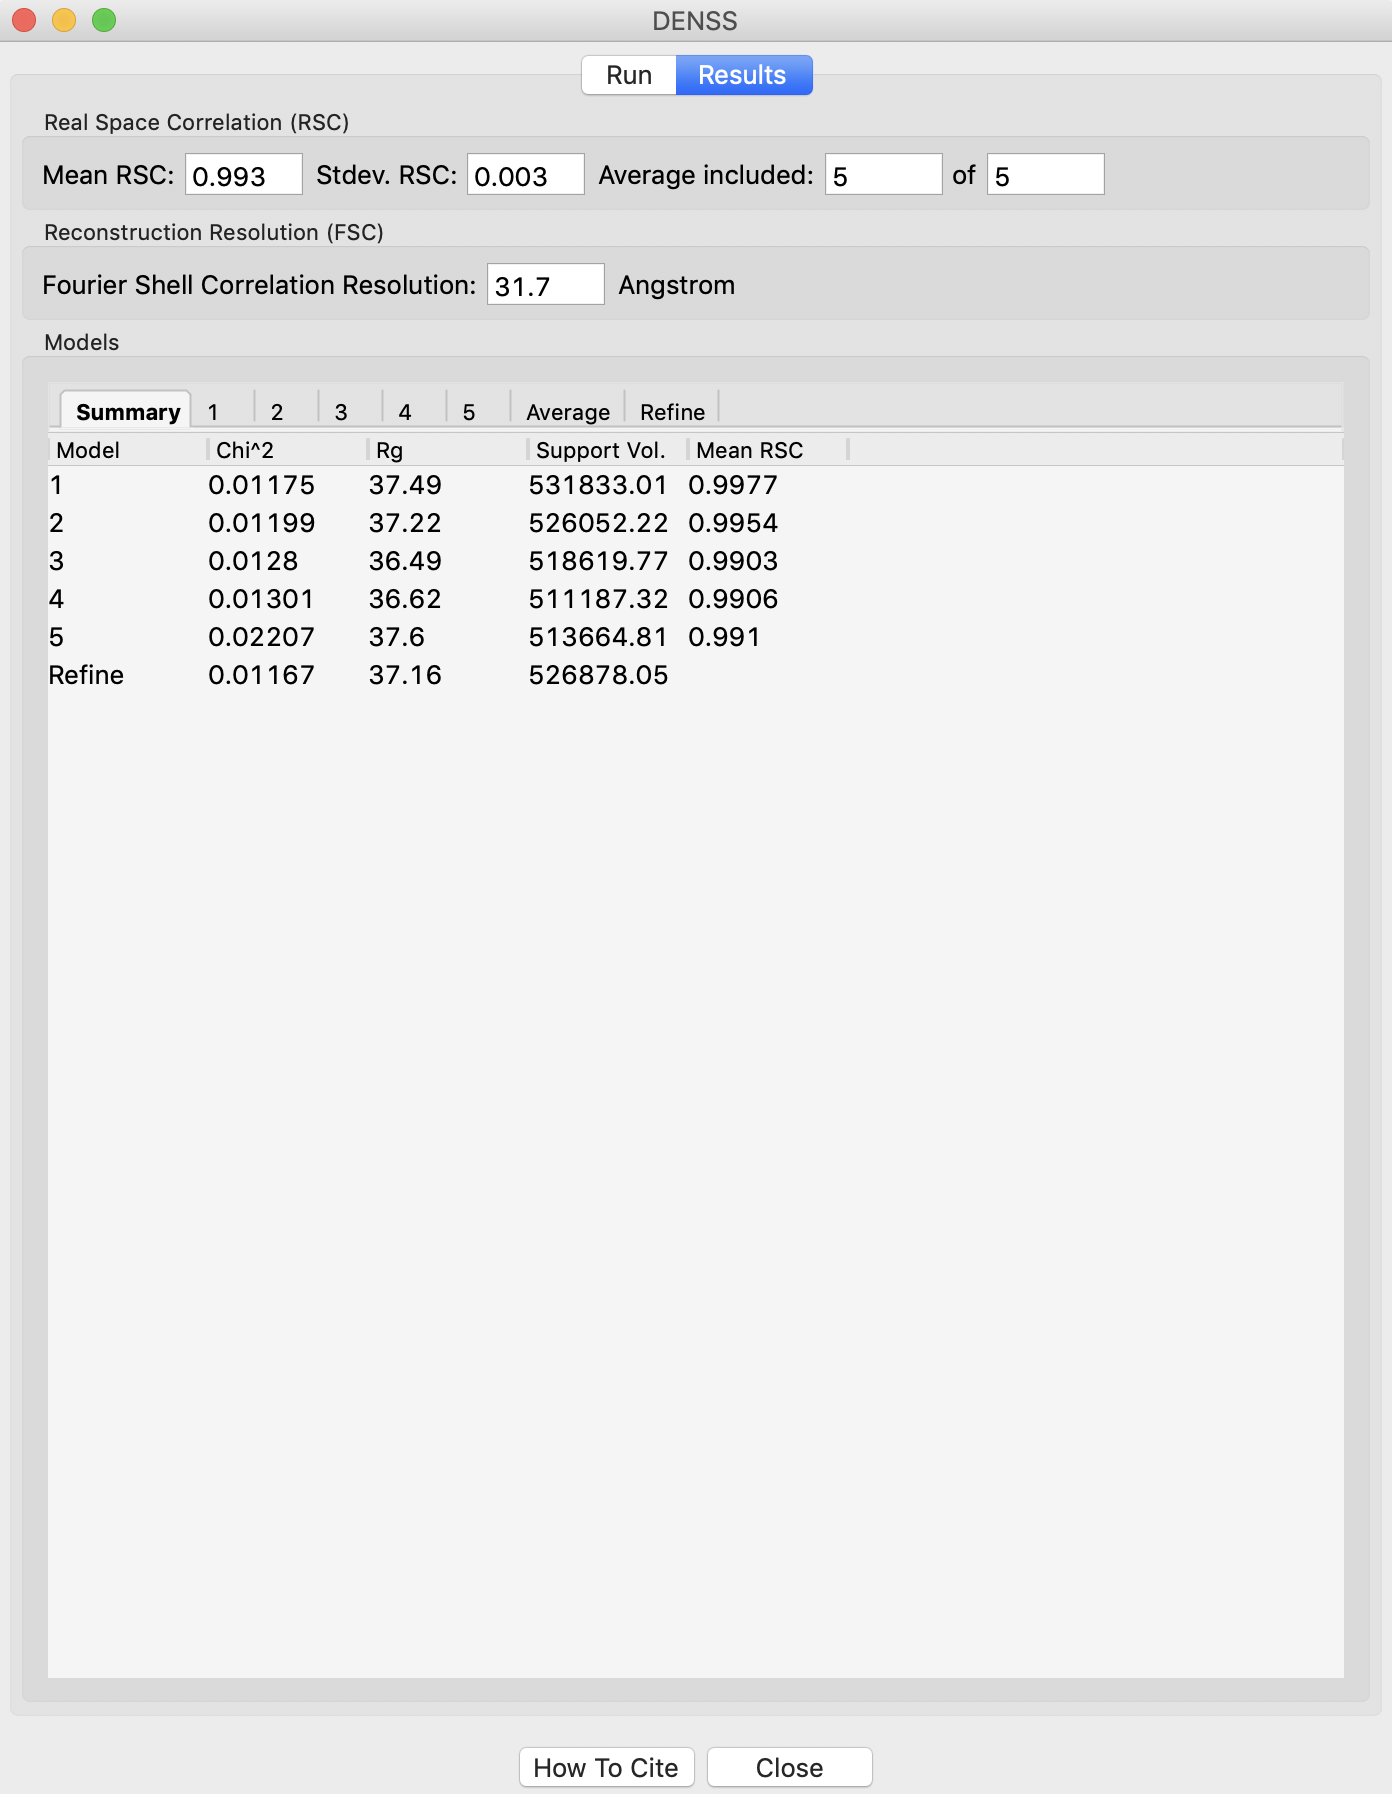 DENSS
Run Results
Real Space Correlation (RSC)
Mean RSC: 0.993 Stdev. RSC: 0.003 Average included: 5 of 5
Reconstruction Resolution (FSC)
Fourier Shell Correlation Resolution: 31.7 Angstrom
Models
Summary 1 2 3 4 5 Average Refine
Model Chi^2 Rg Support Vol. Mean RSC
1 0.01175 37.49 531833.01 0.9977
2 0.01199 37.22 526052.22 0.9954
3 0.0128 36.49 518619.77 0.9903
4 0.01301 36.62 511187.32 0.9906
5 0.02207 37.6 513664.81 0.991
Refine 0.01167 37.16 526878.05
How To Cite Close